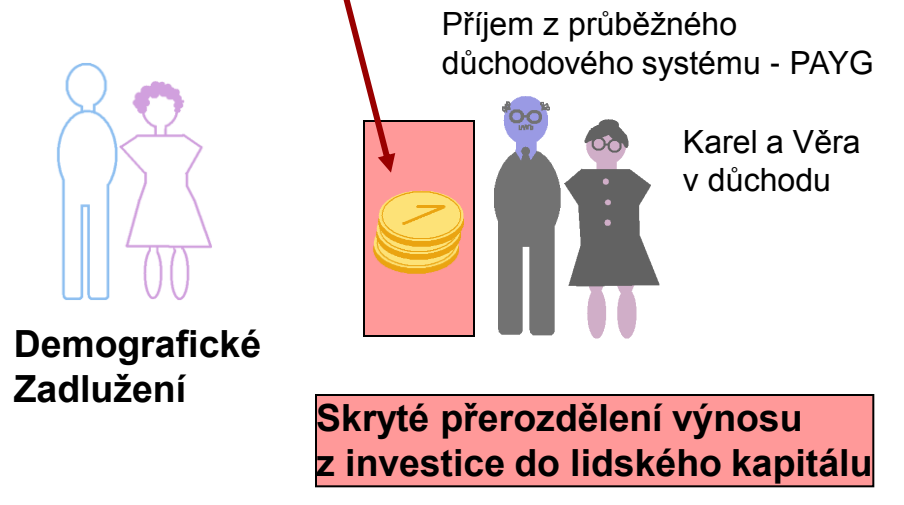 Příjem z průběžného
důchodového systému - PAYG
Karel a Věra
v důchodu
Demografické
Zadlužení
Skryté přerozdělení výnosu
z investice do lidského kapitálu